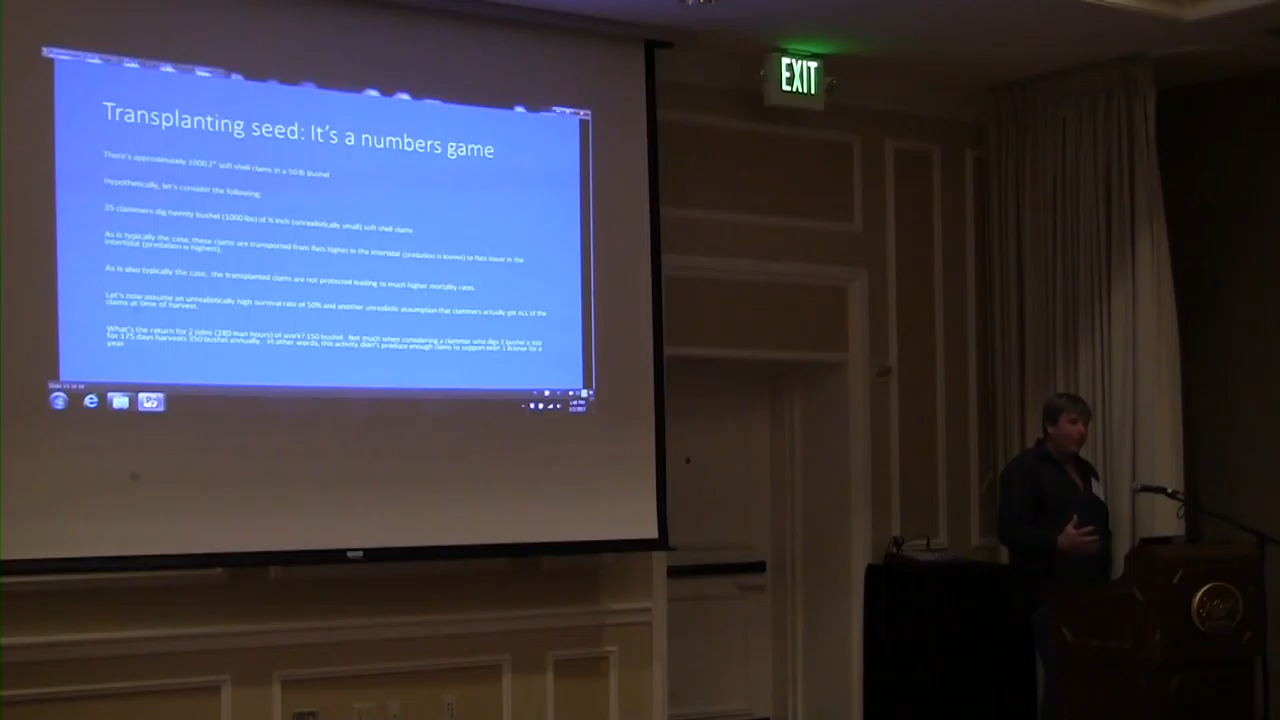 EXIT
Transplanting seed: It's a numbers game
There's approximately 1000 2" soft shell clams in a 50 lb bushel
Hypothetically, let's consider the following;
35 clammers dig twenty bushel (1000 lbs) of ¾ inch (unrealistically small) soft shell clams
As is typically the case, these clams are transported from flats higher in the intertidal (predation is lowest) to flats lower in the
intertidal (predation is highest).
As is also typically the case, the transplanted clams are not protected leading to much higher mortality rates.
Let's now assume an unrealistically high survival rate of 50% and another unrealistic assumption that clammers actually get ALL of the
clams at time of harvest.
What's the return for 2 tides (280 man hours) of work? 150 bushel. Not much when considering a clammer who digs 2 bushel a day
for 175 days harvests 350 bushel annually. In other words, this activity didn't produce enough clams to support even 1 license for a
year.